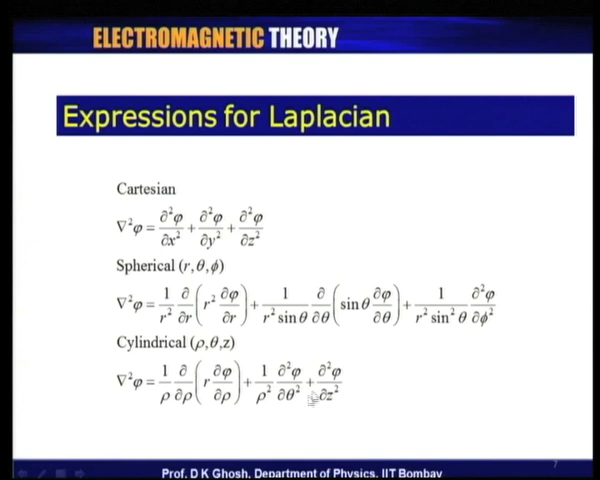 ELECTROMAGNETIC THEORY
Expressions for Laplacian
Cartesian
∇²φ = ∂²φ/∂x² + ∂²φ/∂y² + ∂²φ/∂z²
Spherical (r, θ, ϕ)
∇²φ = 1/r² ∂/∂r (r² ∂φ/∂r) + 1/(r² sin θ) ∂/∂θ (sin θ ∂φ/∂θ) + 1/(r² sin² θ) ∂²φ/∂ϕ²
Cylindrical (ρ, θ, z)
∇²φ = 1/ρ ∂/∂ρ (r ∂φ/∂ρ) + 1/ρ² ∂²φ/∂θ² + ∂²φ/∂z²
7
Prof. D K Ghosh, Department of Physics, IIT Bombay